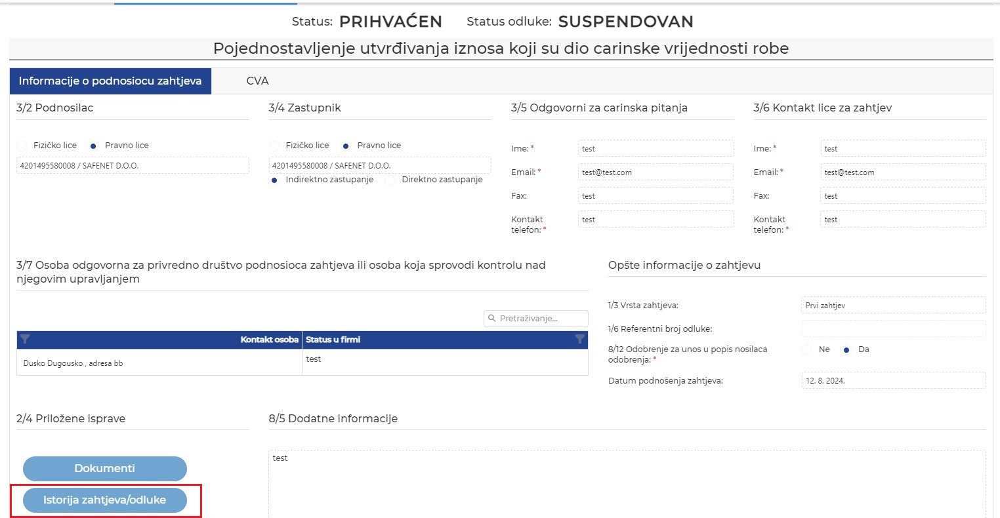 Status: PRIHVAĆEN Status odluke: SUSPENDOVAN
Pojednostavljenje utvrđivanja iznosa koji su dio carinske vrijednosti robe
Informacije o podnosiocu zahtjeva CVA
3/2 Podnosilac
Fizičko lice Pravno lice
4201495580008 / SAFENET D.O.O.
3/4 Zastupnik
Fizičko lice Pravno lice
4201495580008 / SAFENET D.O.O.
Indirektno zastupanje Direktno zastupanje
3/5 Odgovorni za carinska pitanja
Ime: * test
Email: * test@test.com
Fax: test
Kontakt
telefon: * test
3/6 Kontakt lice za zahtjev
Ime: * test
Email: * test@test.com
Fax: test
Kontakt
telefon: * test
3/7 Osoba odgovorna za privredno društvo podnosioca zahtjeva ili osoba koja sprovodi kontrolu nad
njegovim upravljanjem
Pretraživanje...
Kontakt osoba Status u firmi
Dusko Dugousko , adresa bb test
Opšte informacije o zahtjevu
1/3 Vrsta zahtjeva: Prvi zahtjev
1/6 Referentni broj odluke:
8/12 Odobrenje za unos u popis nosilaca
odobrenja: * Ne Da
Datum podnošenja zahtjeva: 12. 8. 2024.
2/4 Priložene isprave
Dokumenti
Istorija zahtjeva/odluke
8/5 Dodatne informacije
test